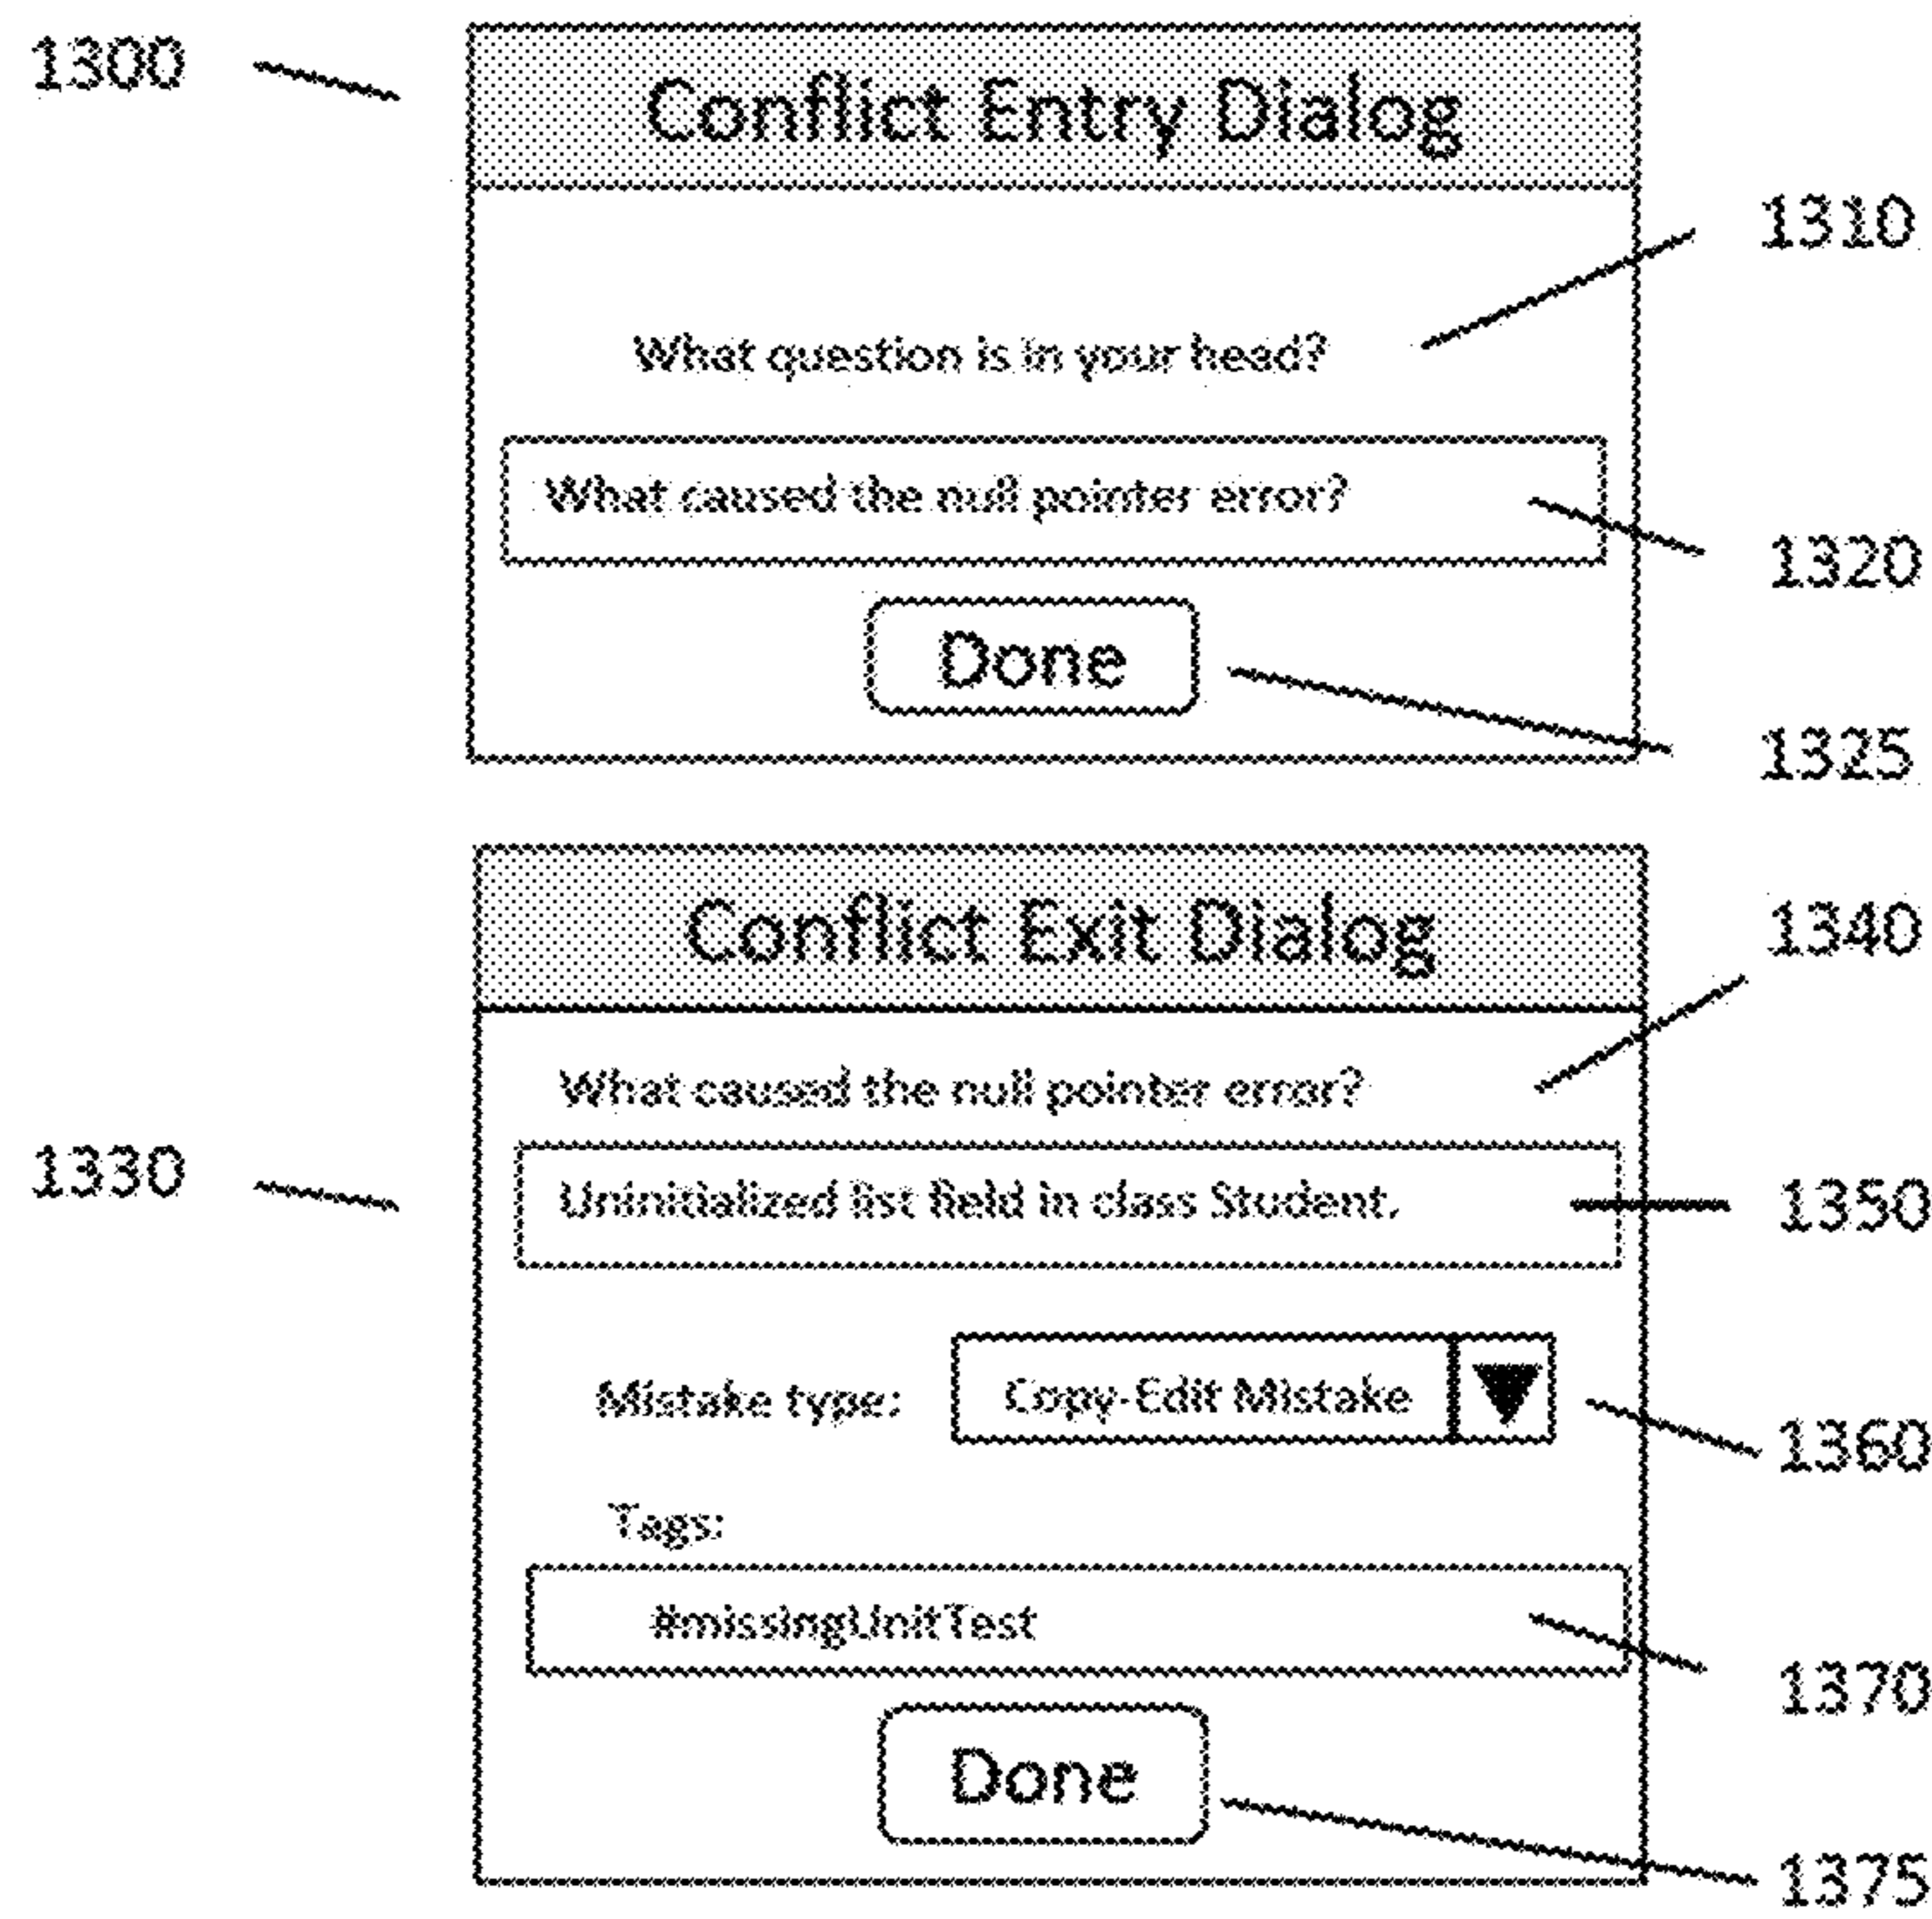 1300
Conflict Entry Dialog
1310
What question is in your head?
What caused the null pointer error?
1320
Done
1325
Conflict Exit Dialog
1340
What caused the null pointer error?
1330
Uninitialized list field in class Student.
1350
Mistake type: Copy-Edit Mistake
1360
Tags:
#missingUnitTest
1370
Done
1375